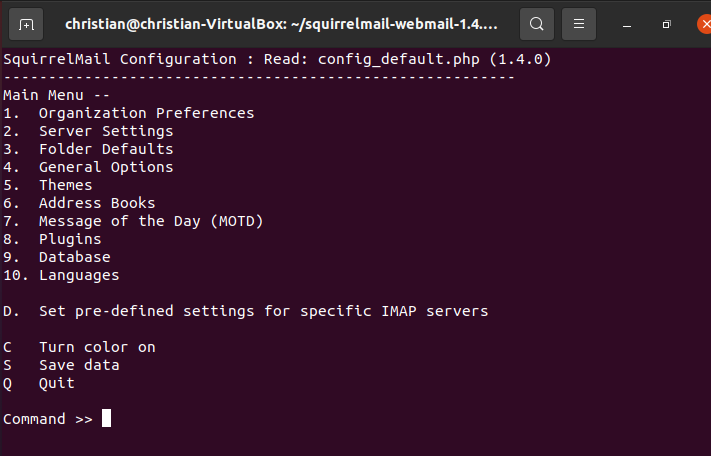 christian@christian-VirtualBox: ~/squirrelmail-webmail-1.4....
SquirrelMail Configuration : Read: config_default.php (1.4.0)
---------------------------------------------------------
Main Menu --
1.  Organization Preferences
2.  Server Settings
3.  Folder Defaults
4.  General Options
5.  Themes
6.  Address Books
7.  Message of the Day (MOTD)
8.  Plugins
9.  Database
10. Languages

D.  Set pre-defined settings for specific IMAP servers

C   Turn color on
S   Save data
Q   Quit

Command >>